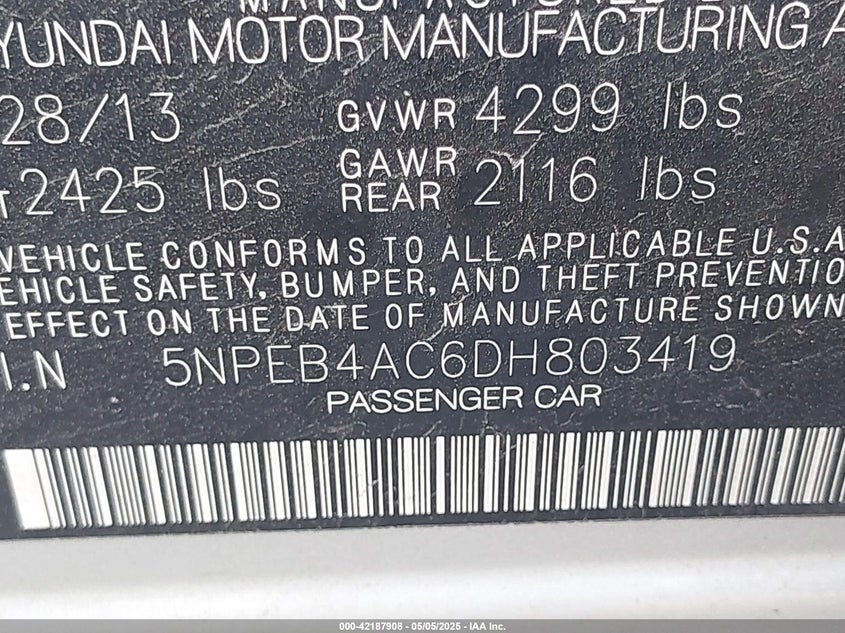 MANUFACTURED B
YUNDAI MOTOR MANUFACTURING A
28/13 GVWR 4299 lbs
T 2425 lbs GAWR REAR 2116 lbs
VEHICLE CONFORMS TO ALL APPLICABLE U.S.A
EHICLE SAFETY, BUMPER, AND THEFT PREVENTIO
EFFECT ON THE DATE OF MANUFACTURE SHOWN
I.N 5NPEB4AC6DH803419
PASSENGER CAR
000-42187908 - 05/05/2025 - IAA Inc.